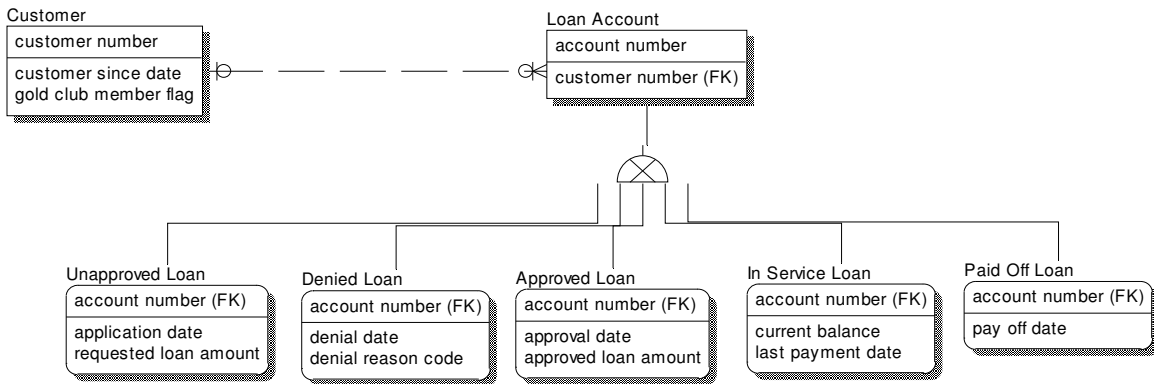 Customer
customer number
customer since date
gold club member flag
Loan Account
account number
customer number (FK)
Unapproved Loan
account number (FK)
application date
requested loan amount
Denied Loan
account number (FK)
denial date
denial reason code
Approved Loan
account number (FK)
approval date
approved loan amount
In Service Loan
account number (FK)
current balance
last payment date
Paid Off Loan
account number (FK)
pay off date